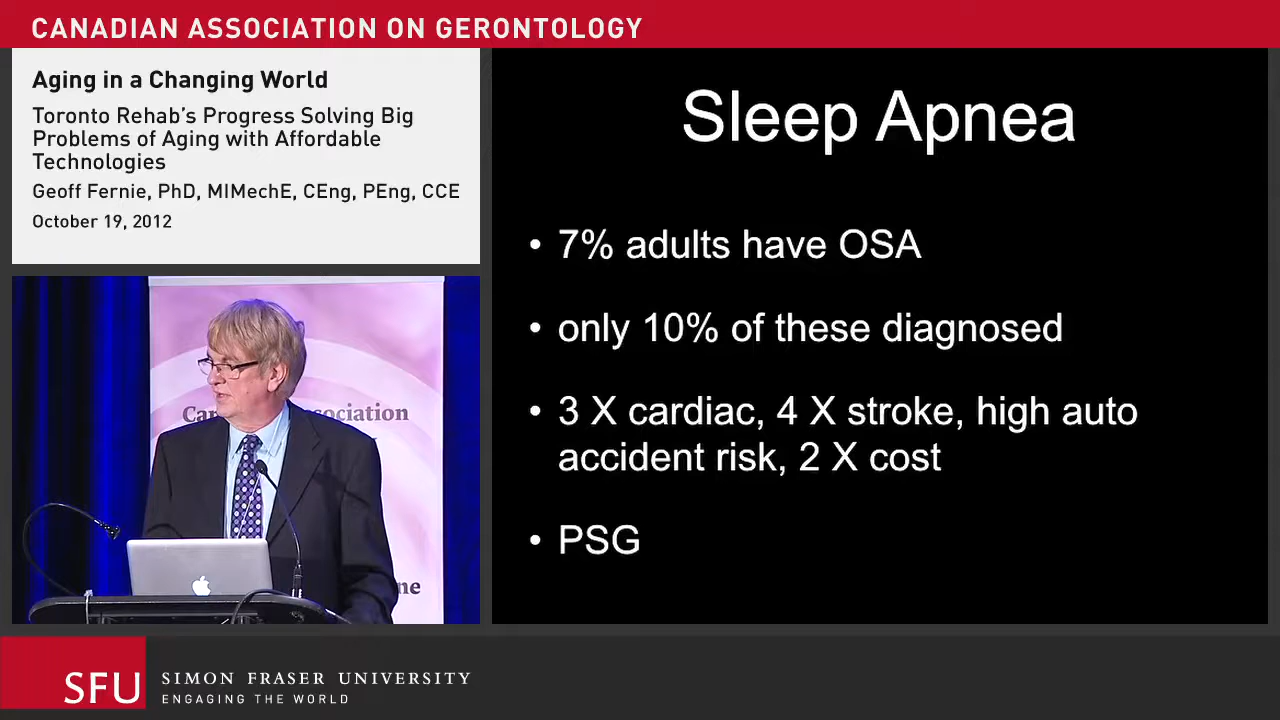 CANADIAN ASSOCIATION ON GERONTOLOGY
Aging in a Changing World
Toronto Rehab's Progress Solving Big
Problems of Aging with Affordable
Technologies
Geoff Fernie, PhD, MIMechE, CEng, PEng, CCE
October 19, 2012
Sleep Apnea
• 7% adults have OSA
• only 10% of these diagnosed
• 3 X cardiac, 4 X stroke, high auto
accident risk, 2 X cost
• PSG
SFU
SIMON FRASER UNIVERSITY
ENGAGING THE WORLD